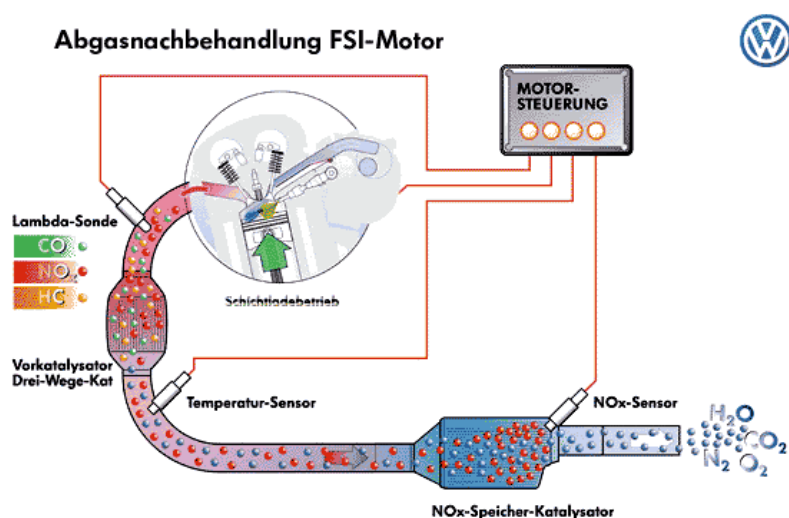 Abgasnachbehandlung FSI-Motor
MOTOR-
STEUERUNG
Lambda-Sonde
CO
NOx
HC
Schichtladebetrieb
Vorkatalysator
Drei-Wege-Kat
Temperatur-Sensor
NOx-Sensor
H₂O
CO₂
N₂
O₂
NOx-Speicher-Katalysator